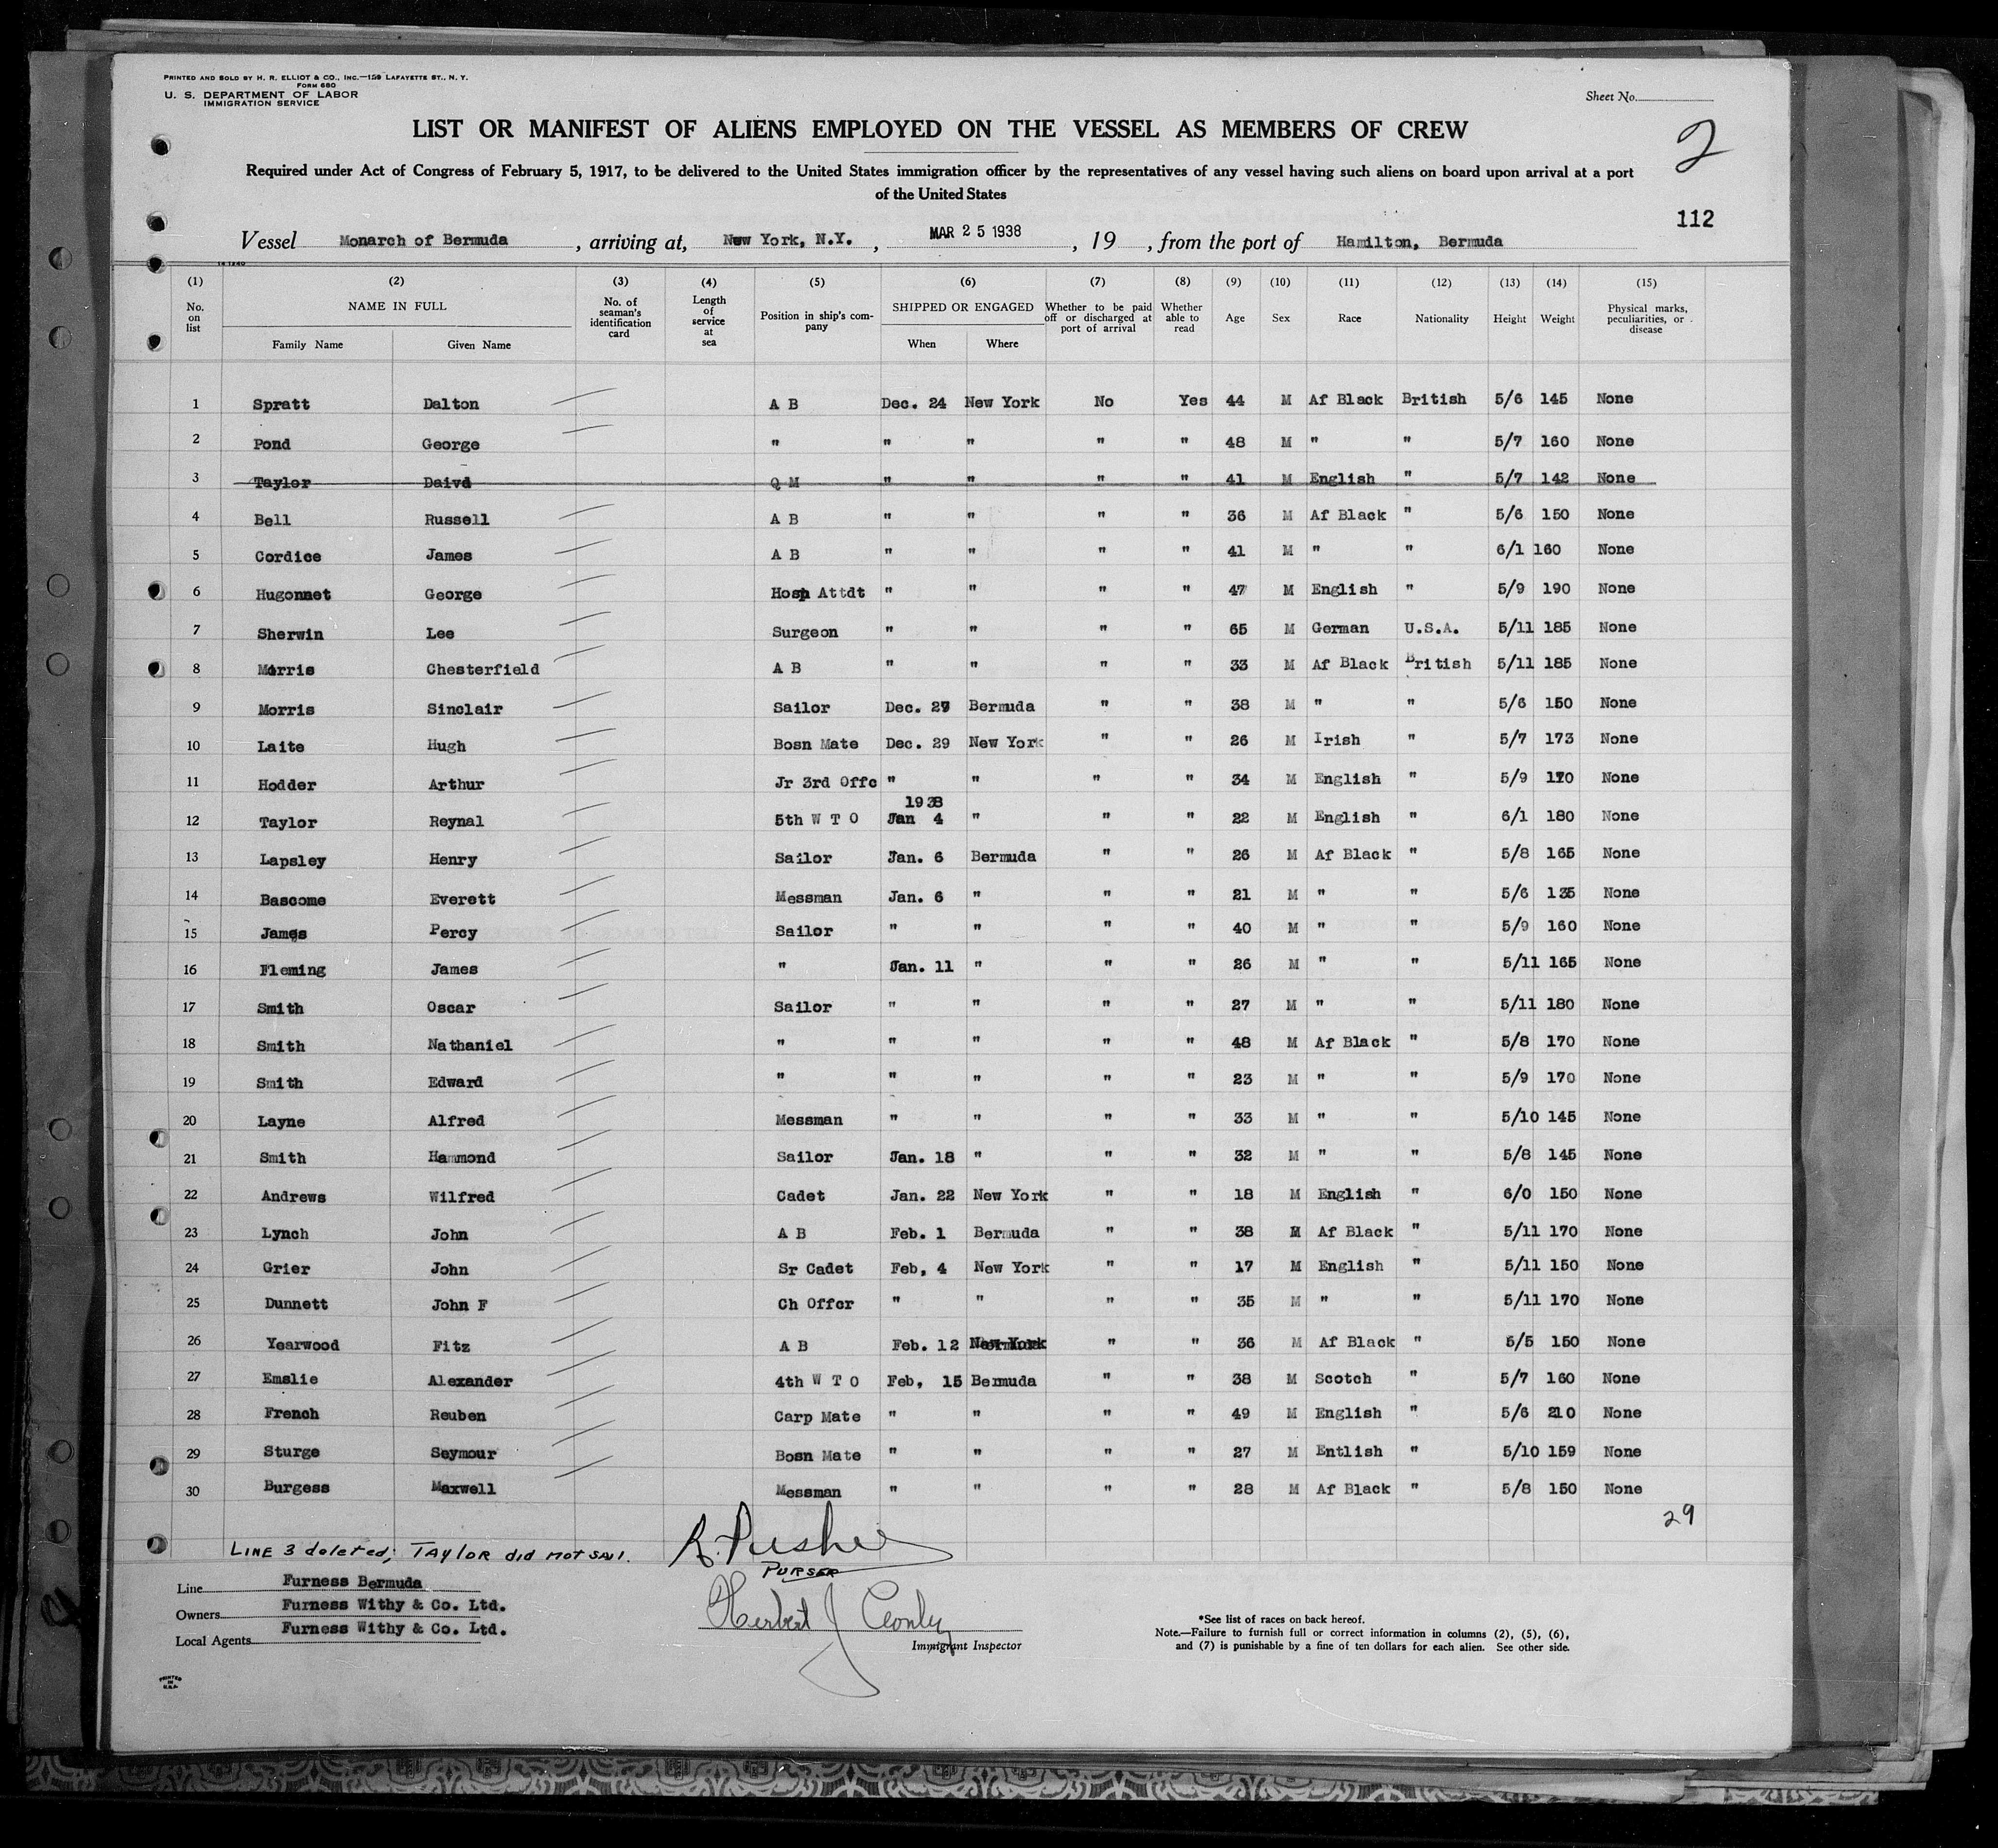 PRINTED AND SOLD BY H. R. ELLIOT & CO., INC.—159 LAFAYETTE ST., N. Y.
FORM 680
U. S. DEPARTMENT OF LABOR
IMMIGRATION SERVICE
Sheet No.
LIST OR MANIFEST OF ALIENS EMPLOYED ON THE VESSEL AS MEMBERS OF CREW
2
Required under Act of Congress of February 5, 1917, to be delivered to the United States immigration officer by the representatives of any vessel having such aliens on board upon arrival at a port
of the United States
112
Vessel Monarch of Bermuda , arriving at, New York, N.Y. , MAR 25 1938 , 19 , from the port of Hamilton, Bermuda
(1) (2) (3) (4) (5) (6) (7) (8) (9) (10) (11) (12) (13) (14) (15)
No. on list NAME IN FULL Family Name Given Name No. of seaman's identification card Length of service at sea Position in ship's company SHIPPED OR ENGAGED When Where Whether to be paid off or discharged at port of arrival Whether able to read Age Sex Race Nationality Height Weight Physical marks, peculiarities, or disease
1 Spratt Dalton A B Dec. 24 New York No Yes 44 M Af Black British 5/6 145 None
2 Pond George " " " " " 48 M " " 5/7 160 None
3 Taylor Daivd Q M " " " " 41 M English " 5/7 142 None
4 Bell Russell A B " " " " 36 M Af Black " 5/6 150 None
5 Cordice James A B " " " " 41 M " " 6/1 160 None
6 Hugonnet George Hosp Attdt " " " " 47 M English " 5/9 190 None
7 Sherwin Lee Surgeon " " " " 65 M German U.S.A. 5/11 185 None
8 Morris Chesterfield A B " " " " 33 M Af Black British 5/11 185 None
9 Morris Sinclair Sailor Dec. 27 Bermuda " " 38 M " " 5/6 150 None
10 Laite Hugh Bosn Mate Dec. 29 New York " " 26 M Irish " 5/7 173 None
11 Hodder Arthur Jr 3rd Offc " " " " 34 M English " 5/9 170 None
1938
12 Taylor Reynal 5th W T O Jan 4 " " " 22 M English " 6/1 180 None
13 Lapsley Henry Sailor Jan. 6 Bermuda " " 26 M Af Black " 5/8 165 None
14 Bascome Everett Messman Jan. 6 " " " 21 M " " 5/6 135 None
15 James Percy Sailor " " " " 40 M " " 5/9 160 None
16 Fleming James " Jan. 11 " " " 26 M " " 5/11 165 None
17 Smith Oscar Sailor " " " " 27 M " " 5/11 180 None
18 Smith Nathaniel " " " " " 48 M Af Black " 5/8 170 None
19 Smith Edward " " " " " 23 M " " 5/9 170 None
20 Layne Alfred Messman " " " " 33 M " " 5/10 145 None
21 Smith Hammond Sailor Jan. 18 " " " 32 M " " 5/8 145 None
22 Andrews Wilfred Cadet Jan. 22 New York " " 18 M English " 6/0 150 None
23 Lynch John A B Feb. 1 Bermuda " " 38 M Af Black " 5/11 170 None
24 Grier John Sr Cadet Feb, 4 New York " " 17 M English " 5/11 150 None
25 Dunnett John F Ch Offcr " " " " 35 M " " 5/11 170 None
26 Yearwood Fitz A B Feb. 12 New York " " 36 M Af Black " 5/5 150 None
27 Emslie Alexander 4th W T O Feb, 15 Bermuda " " 38 M Scotch " 5/7 160 None
28 French Reuben Carp Mate " " " " 49 M English " 5/6 210 None
29 Sturge Seymour Bosn Mate " " " " 27 M Entlish " 5/10 159 None
30 Burgess Maxwell Messman " " " " 28 M Af Black " 5/8 150 None
29
LINE 3 deleted; TAYLOR did not sail.
PURSER
Line Furness Bermuda
Owners Furness Withy & Co. Ltd.
Local Agents Furness Withy & Co. Ltd.
Herbert J Conley
Immigrant Inspector
*See list of races on back hereof.
Note.—Failure to furnish full or correct information in columns (2), (5), (6),
and (7) is punishable by a fine of ten dollars for each alien. See other side.
PRINTED
IN
U.S.A.